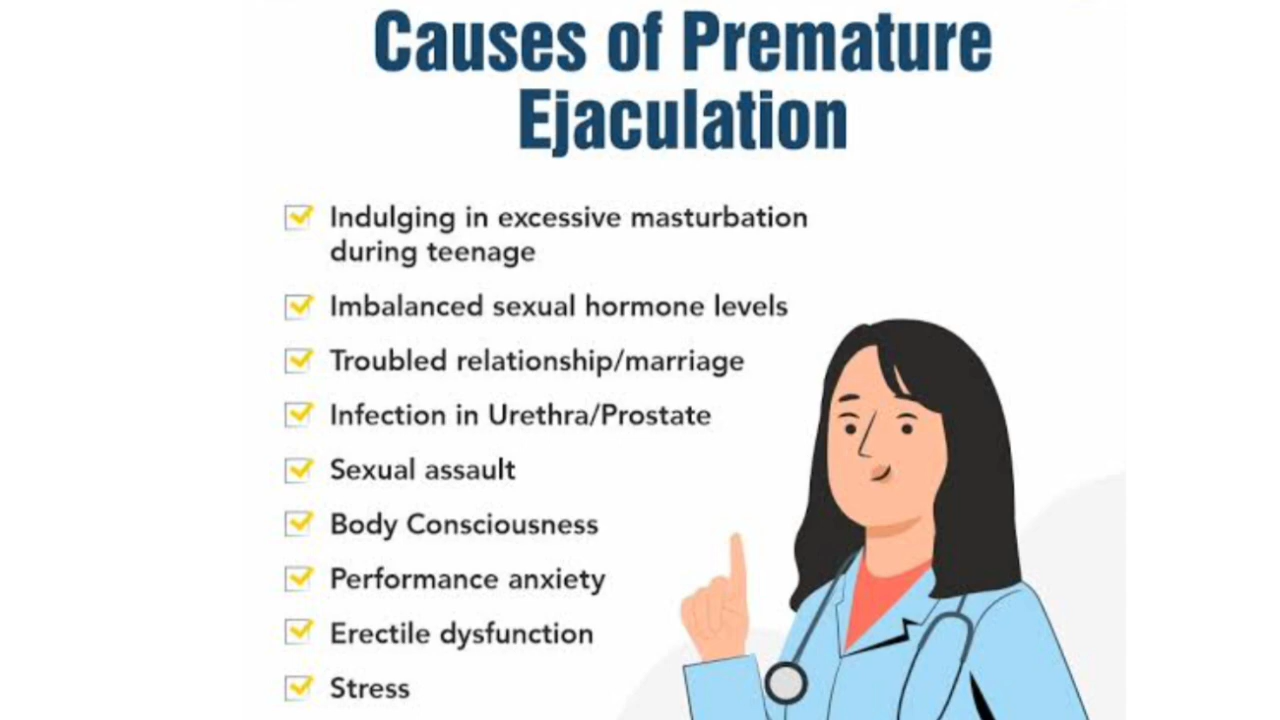 Causes of Premature
Ejaculation
Indulging in excessive masturbation
during teenage
Imbalanced sexual hormone levels
Troubled relationship/marriage
Infection in Urethra/Prostate
Sexual assault
Body Consciousness
Performance anxiety
Erectile dysfunction
Stress